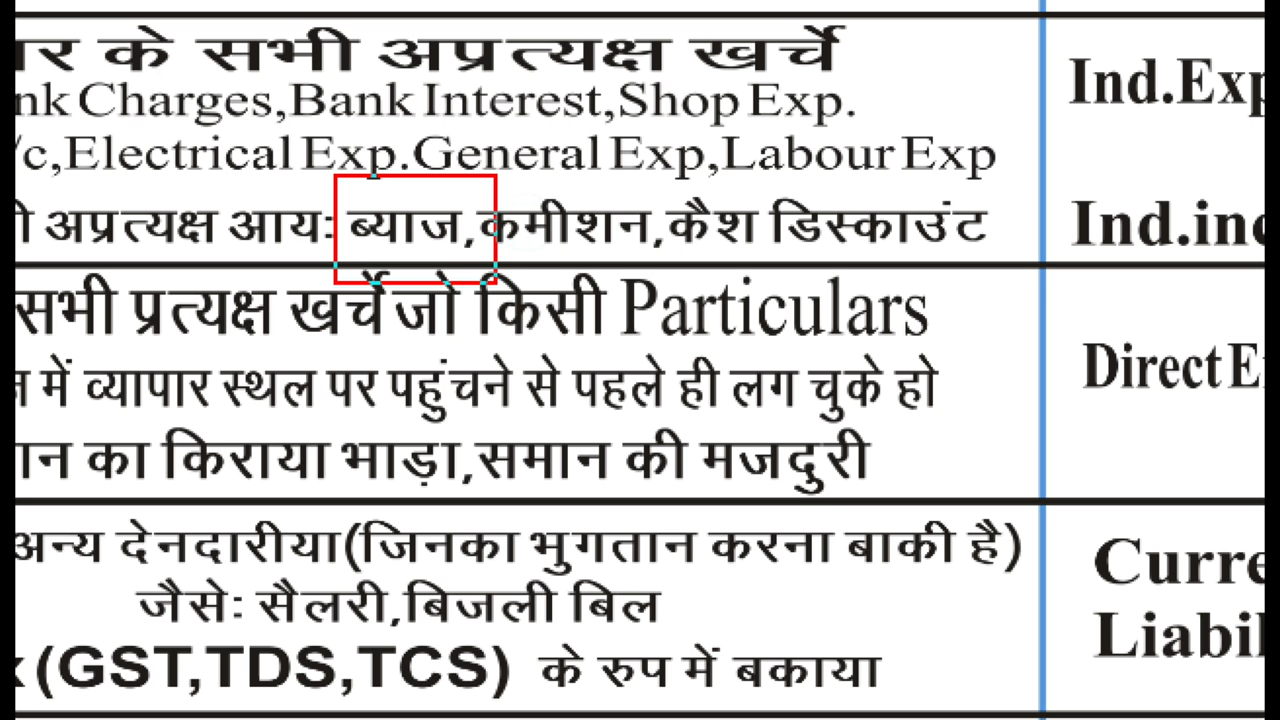 के सभी अप्रत्यक्ष खर्चे
Charges,Bank Interest,Shop Exp.
Ind.Exp
/c,Electrical Exp.General Exp,Labour Exp
अप्रत्यक्ष आय: ब्याज,कमीशन,कैश डिस्काउंट
Ind.inc
सभी प्रत्यक्ष खर्चे जो किसी Particulars
में व्यापार स्थल पर पहुंचने से पहले ही लग चुके हो
Direct E
का किराया भाड़ा,समान की मजदुरी
अन्य देनदारीया(जिनका भुगतान करना बाकी है)
Curre
जैसे: सैलरी,बिजली बिल
Liabil
(GST,TDS,TCS) के रुप में बकाया